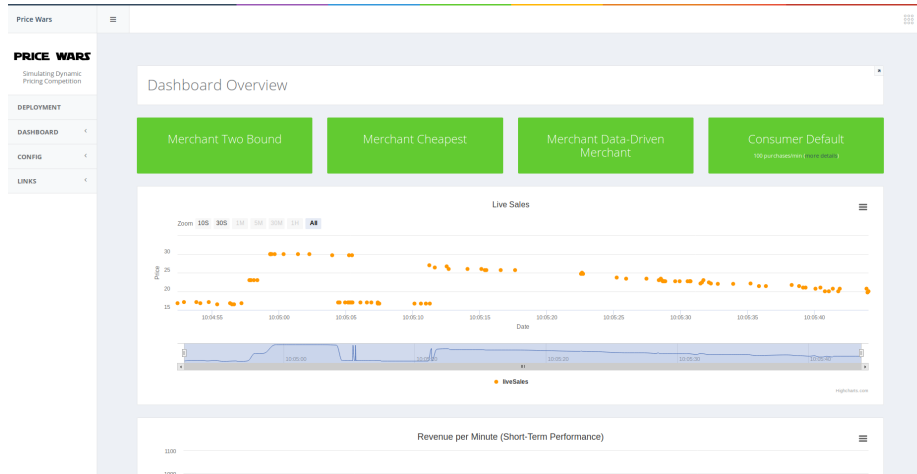 Price Wars
PRICE WARS
Simulating Dynamic
Pricing Competition
DEPLOYMENT
DASHBOARD
CONFIG
LINKS
Dashboard Overview
Merchant Two Bound
Merchant Cheapest
Merchant Data-Driven
Merchant
Consumer Default
100 purchases/min (more details)
Live Sales
Zoom 10S 30S 1M 5M 30M 1H All
30
25
20
15
Price
10:04:55 10:05:00 10:05:05 10:05:10 10:05:15 10:05:20 10:05:25 10:05:30 10:05:35 10:05:40
Date
10:05:00 10:05:20 10:05:30 10:05:40
liveSales
Highcharts.com
Revenue per Minute (Short-Term Performance)
1100